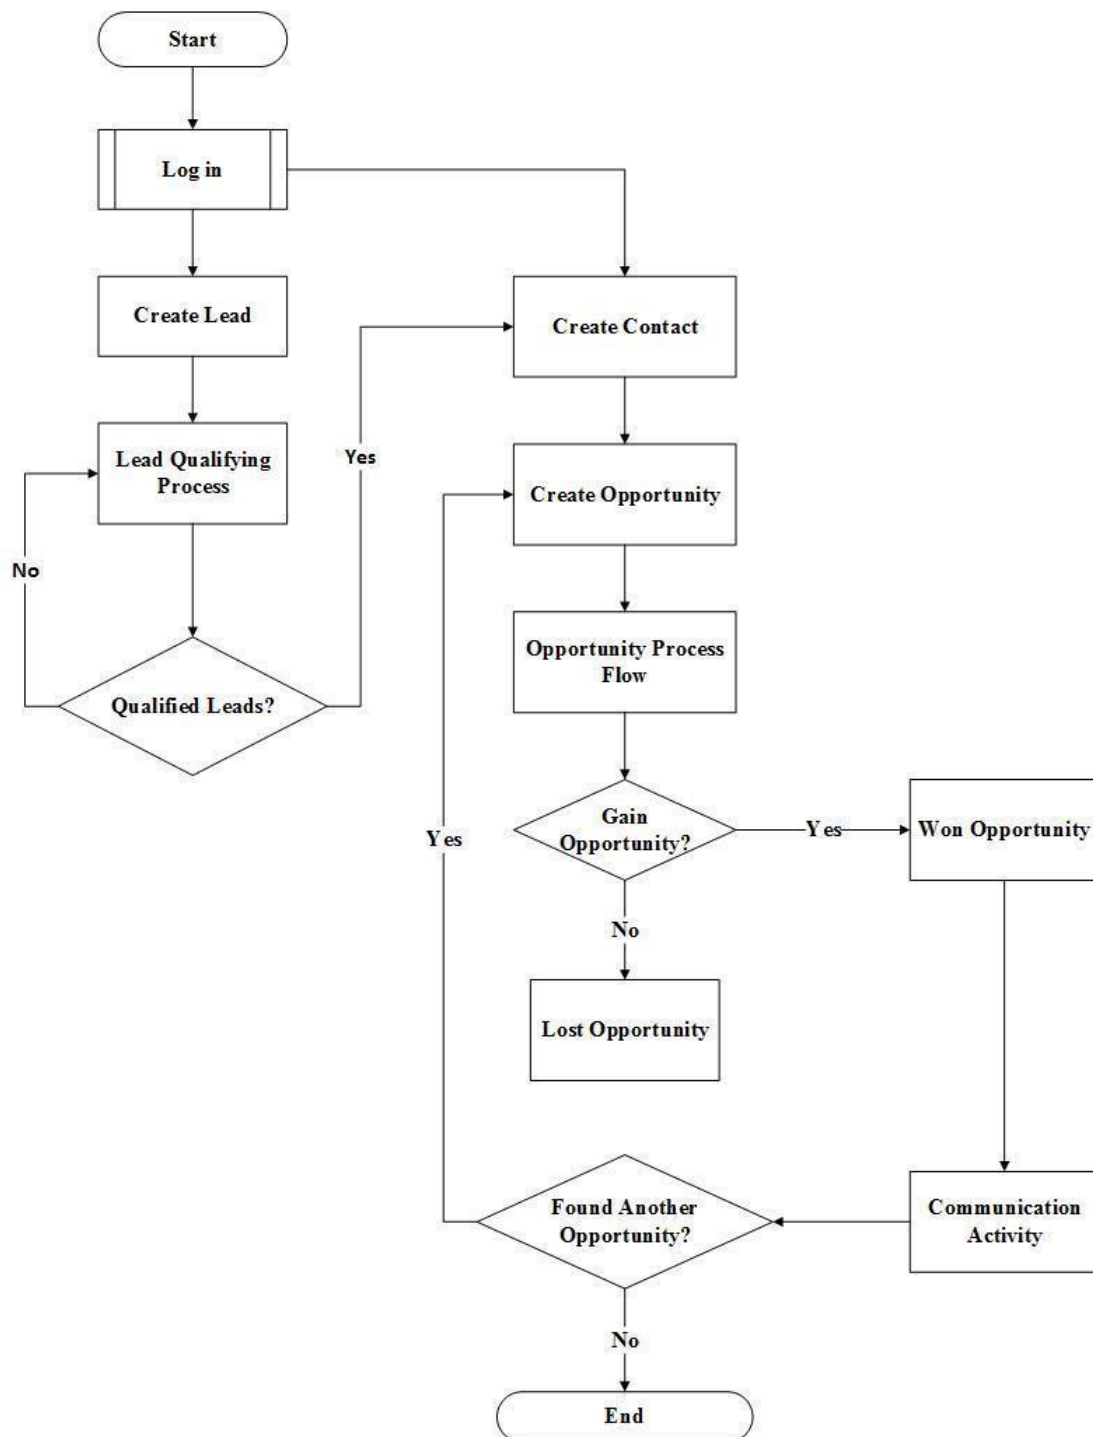 Start
Log in
Create Lead
Create Contact
Lead Qualifying
Process
Yes
Create Opportunity
No
Opportunity Process
Flow
Qualified Leads?
Gain
Opportunity?
Yes
Won Opportunity
Yes
No
Lost Opportunity
Found Another
Opportunity?
Communication
Activity
No
End